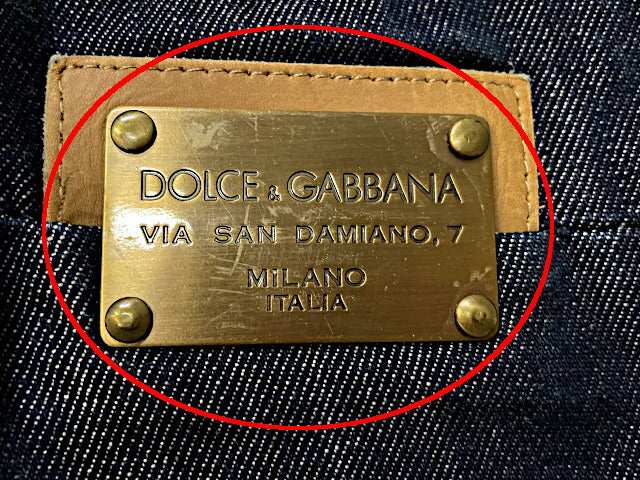 DOLCE & GABBANA
VIA SAN DAMIANO, 7
MiLANO
ITALIA